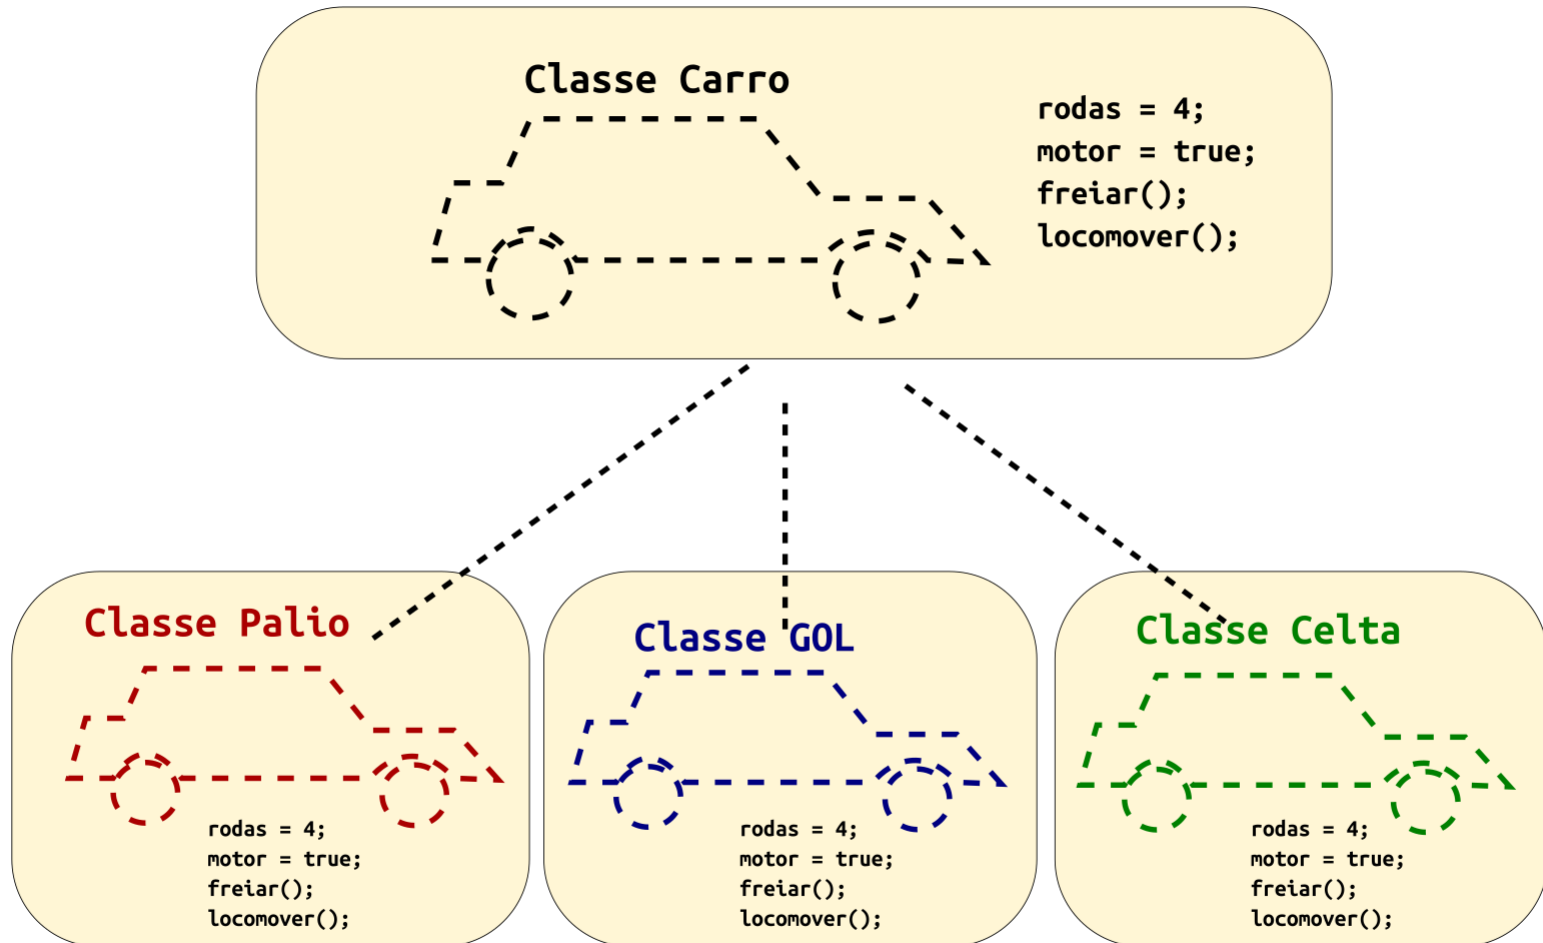 Classe Carro
rodas = 4;
motor = true;
freiar();
locomover();
Classe Palio
rodas = 4;
motor = true;
freiar();
locomover();
Classe GOL
rodas = 4;
motor = true;
freiar();
locomover();
Classe Celta
rodas = 4;
motor = true;
freiar();
locomover();